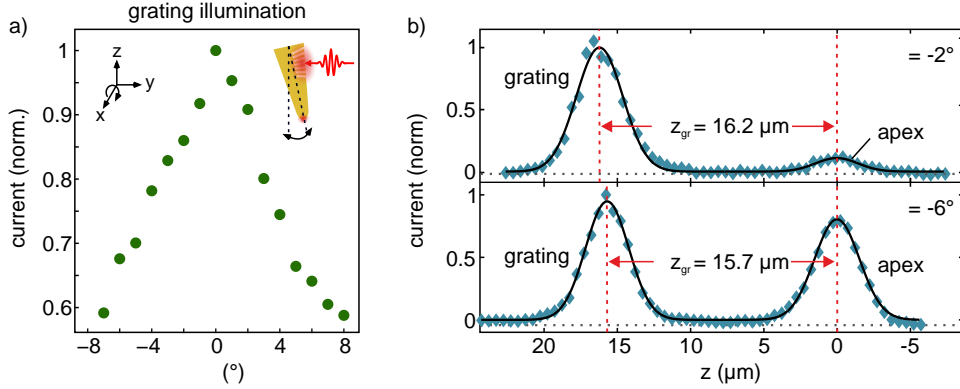 grating illumination
a)
z
y
x
current (norm.)
1
0.9
0.8
0.7
0.6
−8
−4
0
4
8
(°)
b)
current (norm.)
1
0.5
0
grating
z_gr = 16.2 µm
apex
= -2°
1
0.5
0
grating
z_gr = 15.7 µm
apex
= -6°
20
15
10
5
0
-5
z (µm)